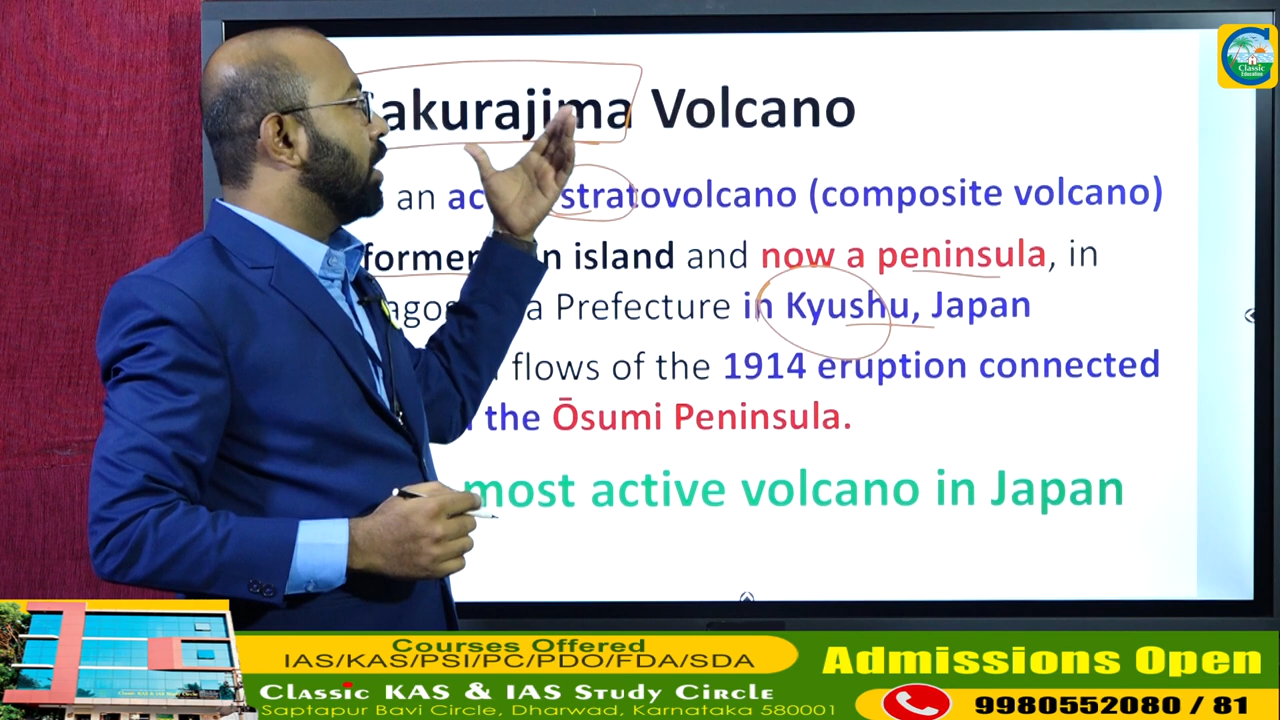 Sakurajima Volcano
an stratovolcano (composite volcano)
island and now a peninsula, in
Prefecture in Kyushu, Japan
flows of the 1914 eruption connected
the Ōsumi Peninsula.
most active volcano in Japan
Classic
Education
Courses Offered
IAS/KAS/PSI/PC/PDO/FDA/SDA
Classic KAS & IAS Study Circle
Saptapur Bavi Circle, Dharwad, Karnataka 580001
Admissions Open
9980552080 / 81